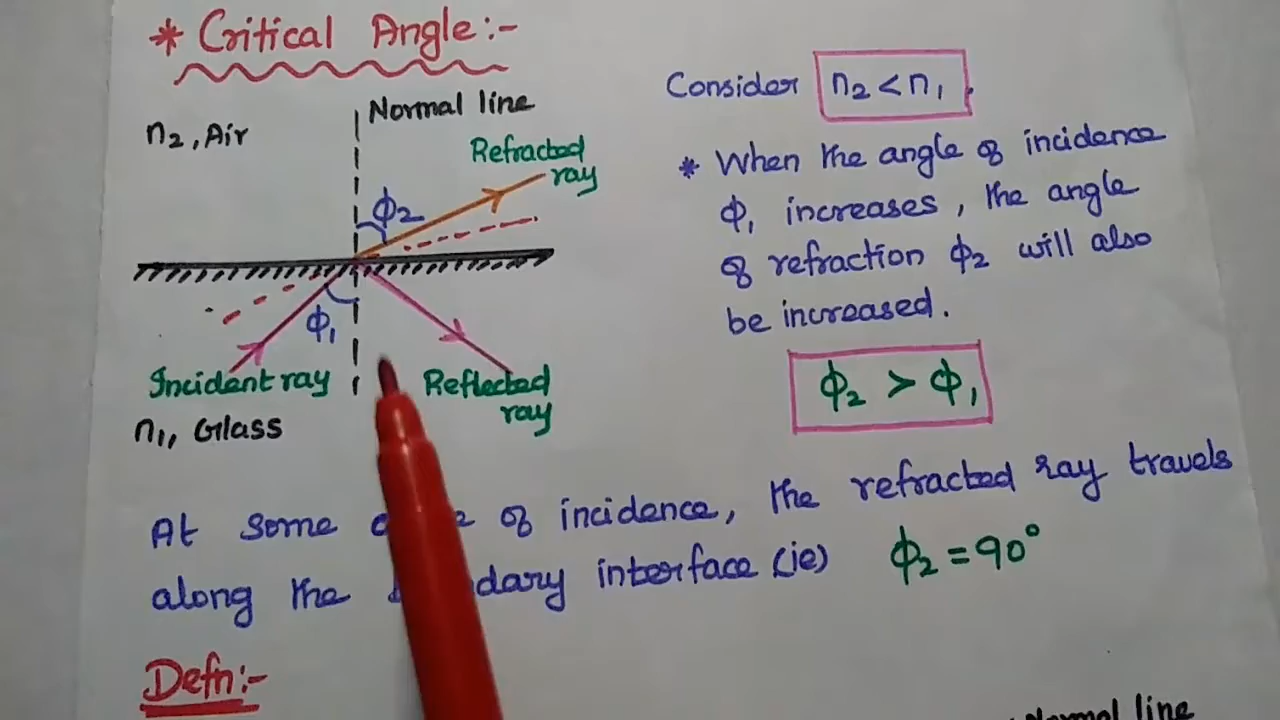 * Critical Angle:-
Normal line
n2, Air
Refracted
ray
ϕ2
ϕ1
Incident ray
Reflected
ray
n1, Glass
Consider n2 < n1.
* When the angle of incidence
ϕ1 increases, the angle
of refraction ϕ2 will also
be increased.
ϕ2 > ϕ1
At some of incidence, the refracted ray travels
along the interface (ie) ϕ2 = 90°
Defn:-
Normal line